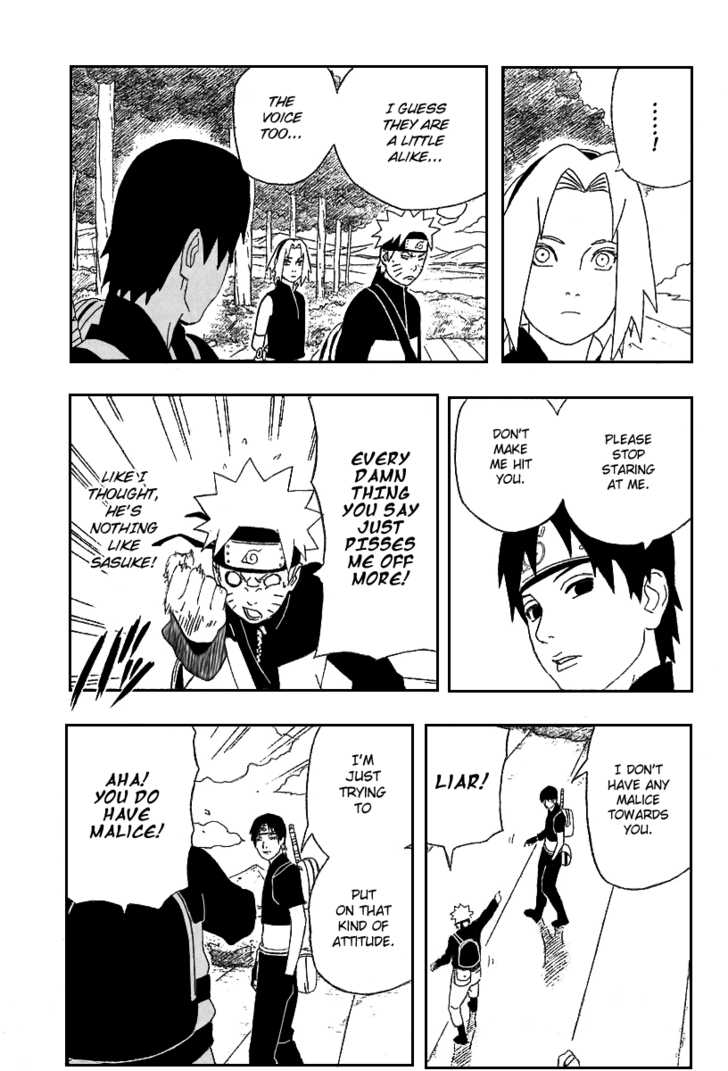 ......!
I GUESS
THEY ARE
A LITTLE
ALIKE...
THE
VOICE
TOO...
PLEASE
STOP
STARING
AT ME.
DON'T
MAKE
ME HIT
YOU.
EVERY
DAMN
THING
YOU SAY
JUST
PISSES
ME OFF
MORE!
LIKE I
THOUGHT,
HE'S
NOTHING
LIKE
SASUKE!
I DON'T
HAVE ANY
MALICE
TOWARDS
YOU.
LIAR!
I'M
JUST
TRYING
TO
PUT
ON THAT
KIND OF
ATTITUDE.
AHA!
YOU DO
HAVE
MALICE!